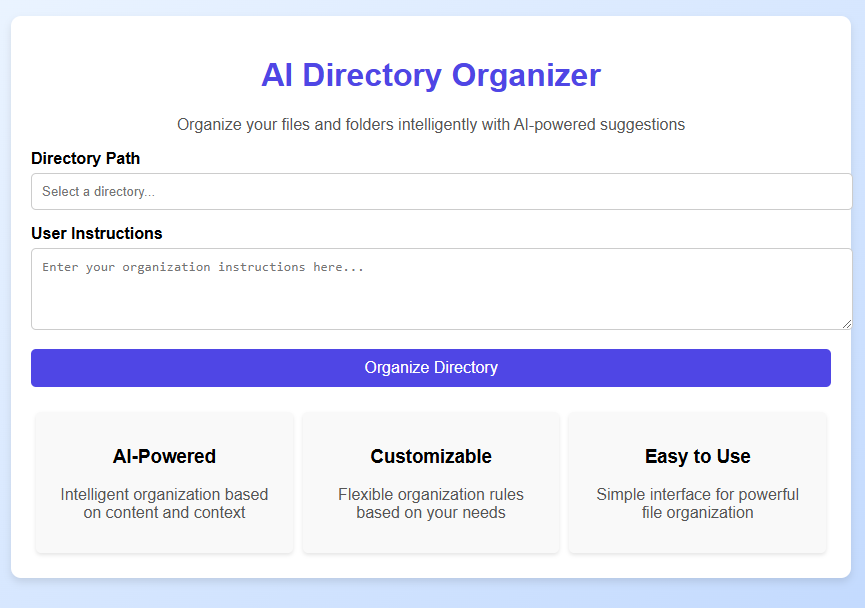 AI Directory Organizer
Organize your files and folders intelligently with AI-powered suggestions
Directory Path
Select a directory...
User Instructions
Enter your organization instructions here...
Organize Directory
AI-Powered
Intelligent organization based
on content and context
Customizable
Flexible organization rules
based on your needs
Easy to Use
Simple interface for powerful
file organization